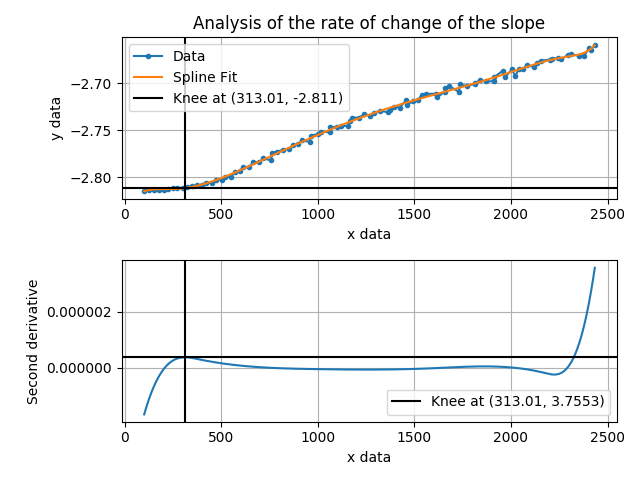 Analysis of the rate of change of the slope
Data
Spline Fit
Knee at (313.01, -2.811)
y data
−2.70
−2.75
−2.80
0 500 1000 1500 2000 2500
x data
Second derivative
0.000002
0.000000
Knee at (313.01, 3.7553)
0 500 1000 1500 2000 2500
x data